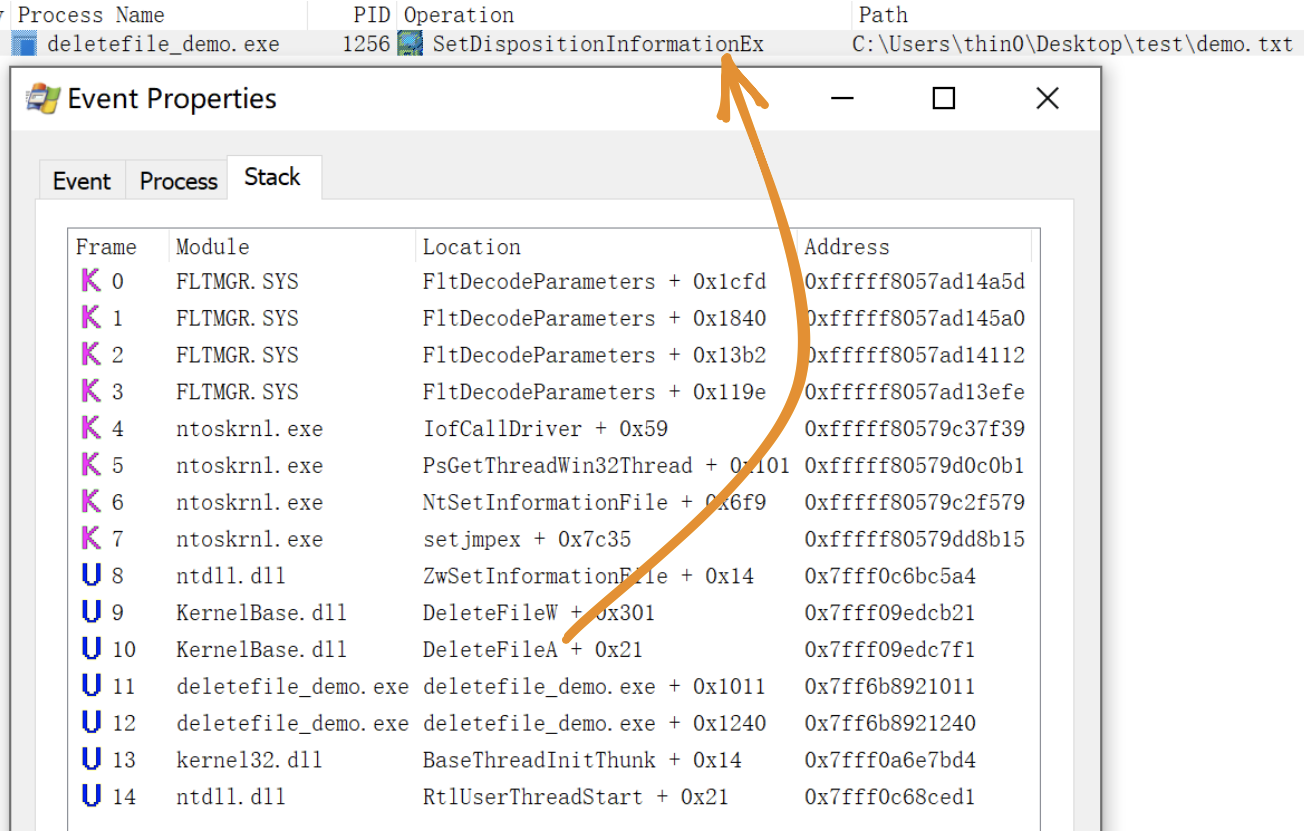 Process Name PID Operation Path
deletefile_demo.exe 1256 SetDispositionInformationEx C:\Users\thin0\Desktop\test\demo.txt
Event Properties
Event Process Stack
Frame Module Location Address
K 0 FLTMGR.SYS FltDecodeParameters + 0x1cfd 0xfffff8057ad14a5d
K 1 FLTMGR.SYS FltDecodeParameters + 0x1840 0xfffff8057ad145a0
K 2 FLTMGR.SYS FltDecodeParameters + 0x13b2 0xfffff8057ad14112
K 3 FLTMGR.SYS FltDecodeParameters + 0x119e 0xfffff8057ad13efe
K 4 ntoskrnl.exe IofCallDriver + 0x59 0xfffff80579c37f39
K 5 ntoskrnl.exe PsGetThreadWin32Thread + 0x101 0xfffff80579d0c0b1
K 6 ntoskrnl.exe NtSetInformationFile + 0x6f9 0xfffff80579c2f579
K 7 ntoskrnl.exe setjmpex + 0x7c35 0xfffff80579dd8b15
U 8 ntdll.dll ZwSetInformationFile + 0x14 0x7fff0c6bc5a4
U 9 KernelBase.dll DeleteFileW + 0x301 0x7fff09edcb21
U 10 KernelBase.dll DeleteFileA + 0x21 0x7fff09edc7f1
U 11 deletefile_demo.exe deletefile_demo.exe + 0x1011 0x7ff6b8921011
U 12 deletefile_demo.exe deletefile_demo.exe + 0x1240 0x7ff6b8921240
U 13 kernel32.dll BaseThreadInitThunk + 0x14 0x7fff0a6e7bd4
U 14 ntdll.dll RtlUserThreadStart + 0x21 0x7fff0c68ced1